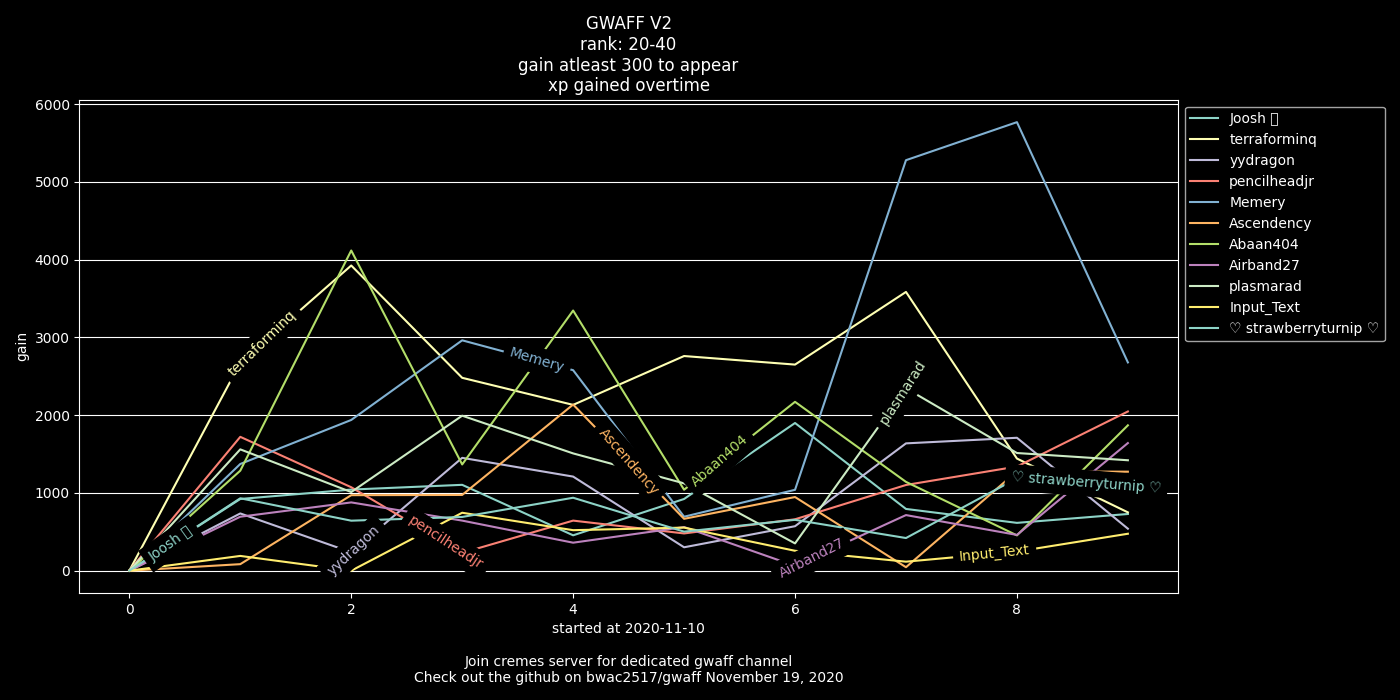 GWAFF V2
rank: 20-40
gain atleast 300 to appear
xp gained overtime
6000
5000
4000
3000
2000
1000
0
gain
0
2
4
6
8
started at 2020-11-10
terraforminq
Memery
plasmarad
Ascendency
Abaan404
♡ strawberryturnip ♡
Joosh
yydragon
pencilheadjr
Airband27
Input_Text
Joosh
terraforminq
yydragon
pencilheadjr
Memery
Ascendency
Abaan404
Airband27
plasmarad
Input_Text
♡ strawberryturnip ♡
Join cremes server for dedicated gwaff channel
Check out the github on bwac2517/gwaff November 19, 2020